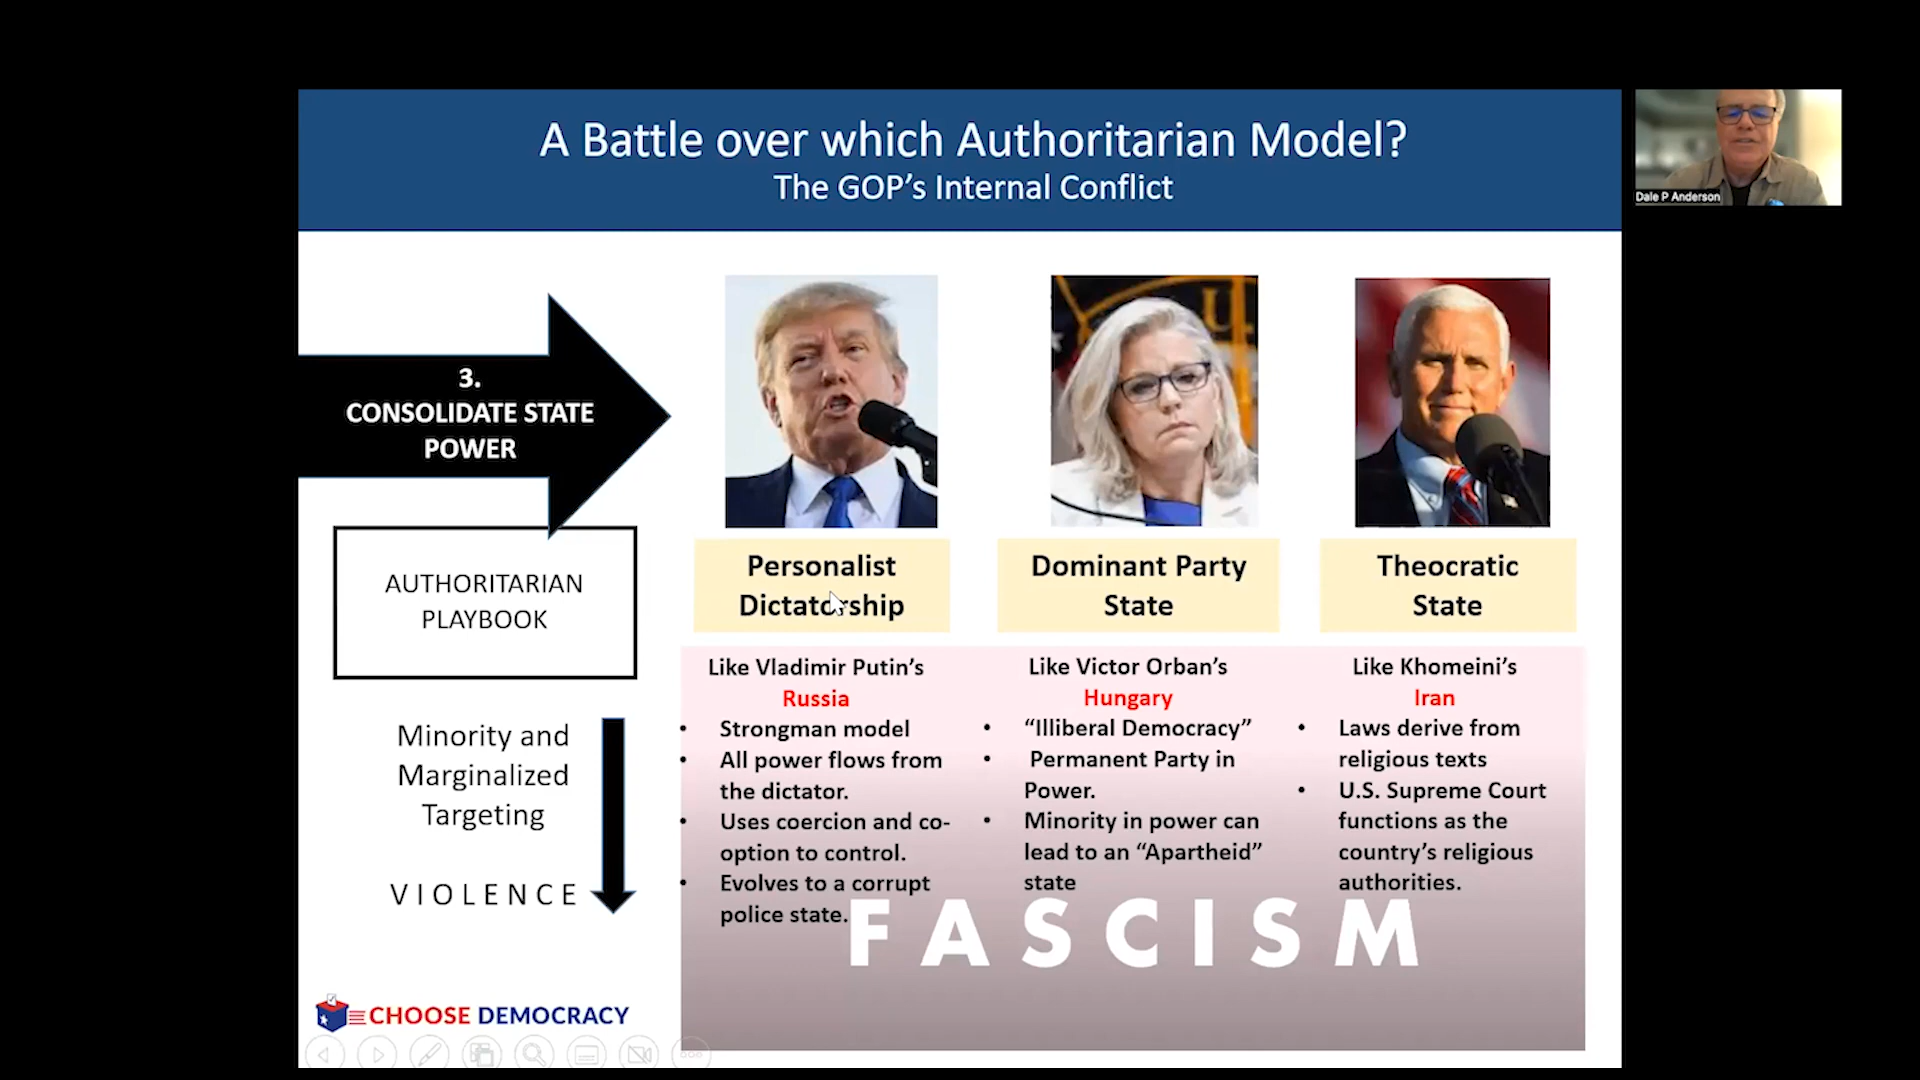 A Battle over which Authoritarian Model?
The GOP's Internal Conflict
Dale P Anderson
3.
CONSOLIDATE STATE
POWER
AUTHORITARIAN
PLAYBOOK
Minority and
Marginalized
Targeting
VIOLENCE
Personalist
Dictatorship
Like Vladimir Putin's
Russia
• Strongman model
• All power flows from
the dictator.
• Uses coercion and co-
option to control.
• Evolves to a corrupt
police state.
Dominant Party
State
Like Victor Orban's
Hungary
• “Illiberal Democracy”
• Permanent Party in
Power.
• Minority in power can
lead to an “Apartheid”
state
Theocratic
State
Like Khomeini's
Iran
• Laws derive from
religious texts
• U.S. Supreme Court
functions as the
country's religious
authorities.
FASCISM
CHOOSE DEMOCRACY